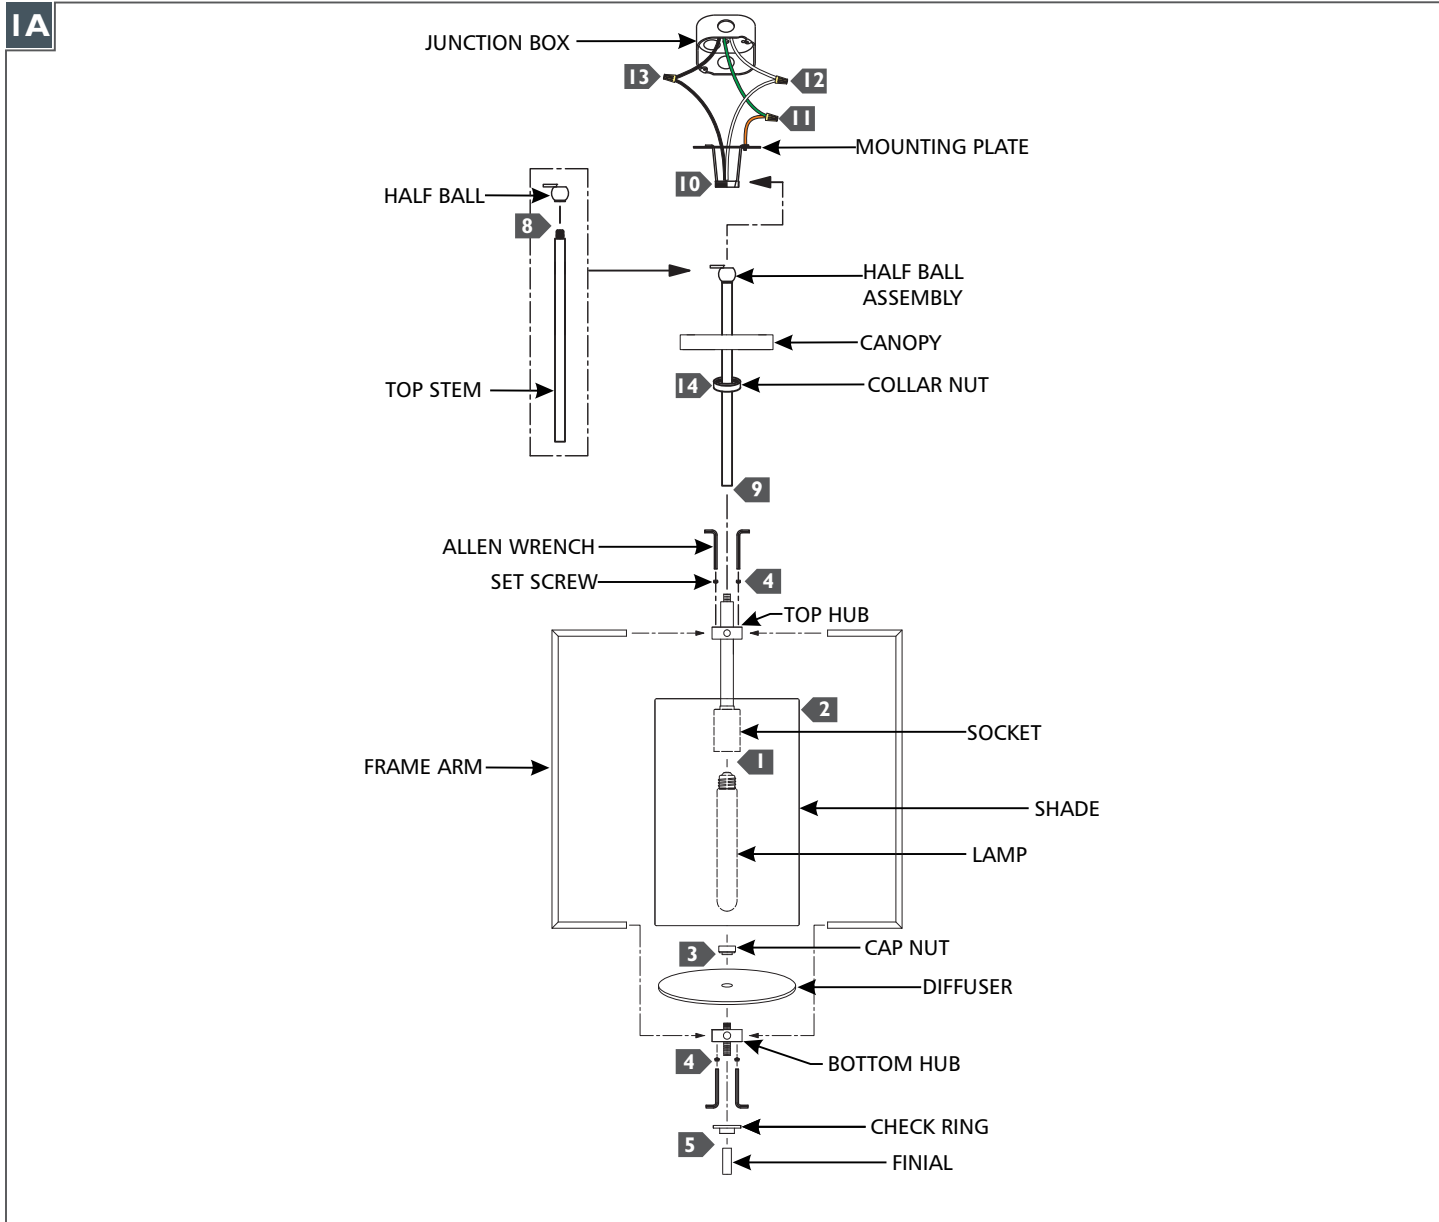 1A
JUNCTION BOX
13
12
11
MOUNTING PLATE
10
HALF BALL
8
HALF BALL
ASSEMBLY
CANOPY
TOP STEM
14
COLLAR NUT
9
ALLEN WRENCH
SET SCREW
4
TOP HUB
2
SOCKET
1
FRAME ARM
SHADE
LAMP
3
CAP NUT
DIFFUSER
4
BOTTOM HUB
CHECK RING
5
FINIAL